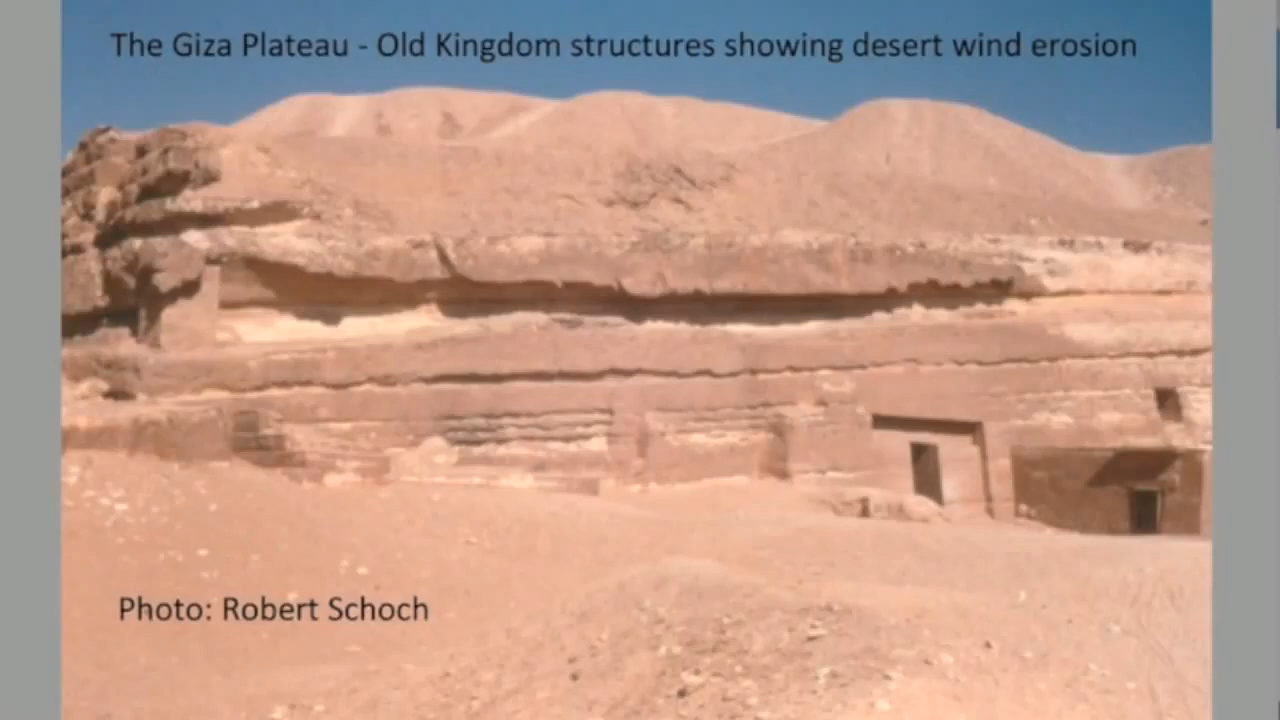 The Giza Plateau - Old Kingdom structures showing desert wind erosion
Photo: Robert Schoch